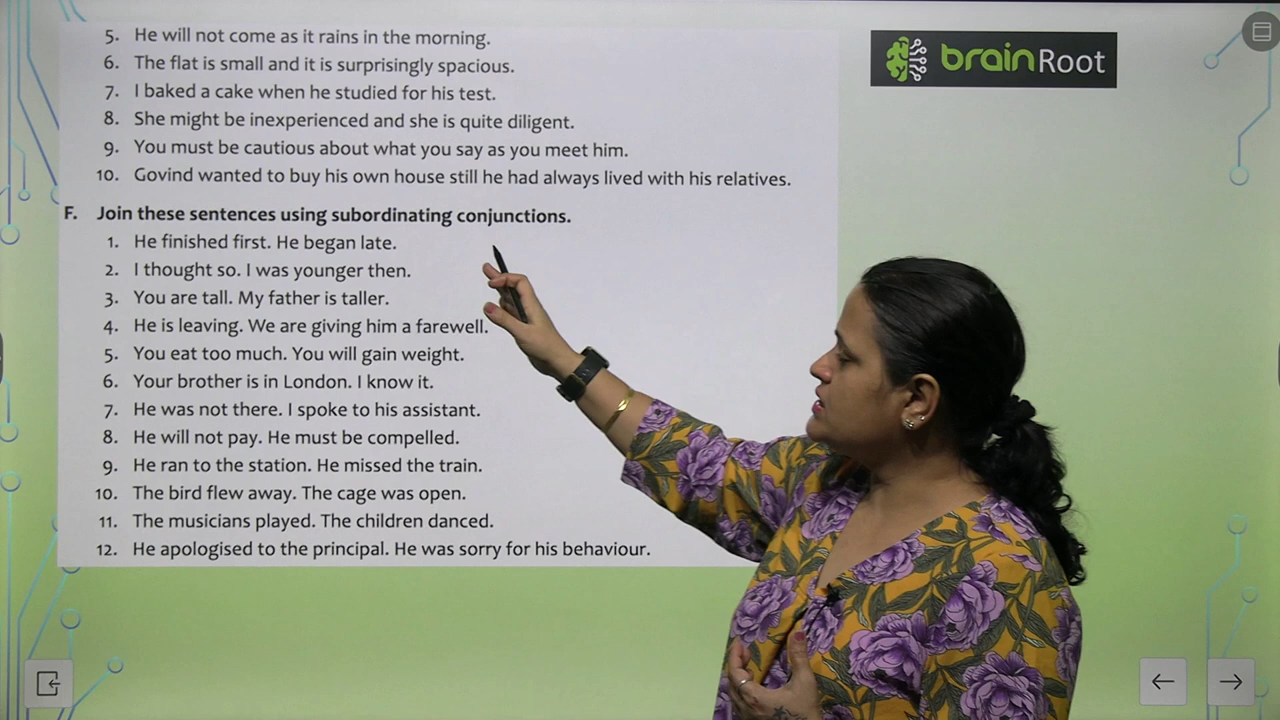 5. He will not come as it rains in the morning.
6. The flat is small and it is surprisingly spacious.
7. I baked a cake when he studied for his test.
8. She might be inexperienced and she is quite diligent.
9. You must be cautious about what you say as you meet him.
10. Govind wanted to buy his own house still he had always lived with his relatives.
F. Join these sentences using subordinating conjunctions.
1. He finished first. He began late.
2. I thought so. I was younger then.
3. You are tall. My father is taller.
4. He is leaving. We are giving him a farewell.
5. You eat too much. You will gain weight.
6. Your brother is in London. I know it.
7. He was not there. I spoke to his assistant.
8. He will not pay. He must be compelled.
9. He ran to the station. He missed the train.
10. The bird flew away. The cage was open.
11. The musicians played. The children danced.
12. He apologised to the principal. He was sorry for his behaviour.
brainRoot